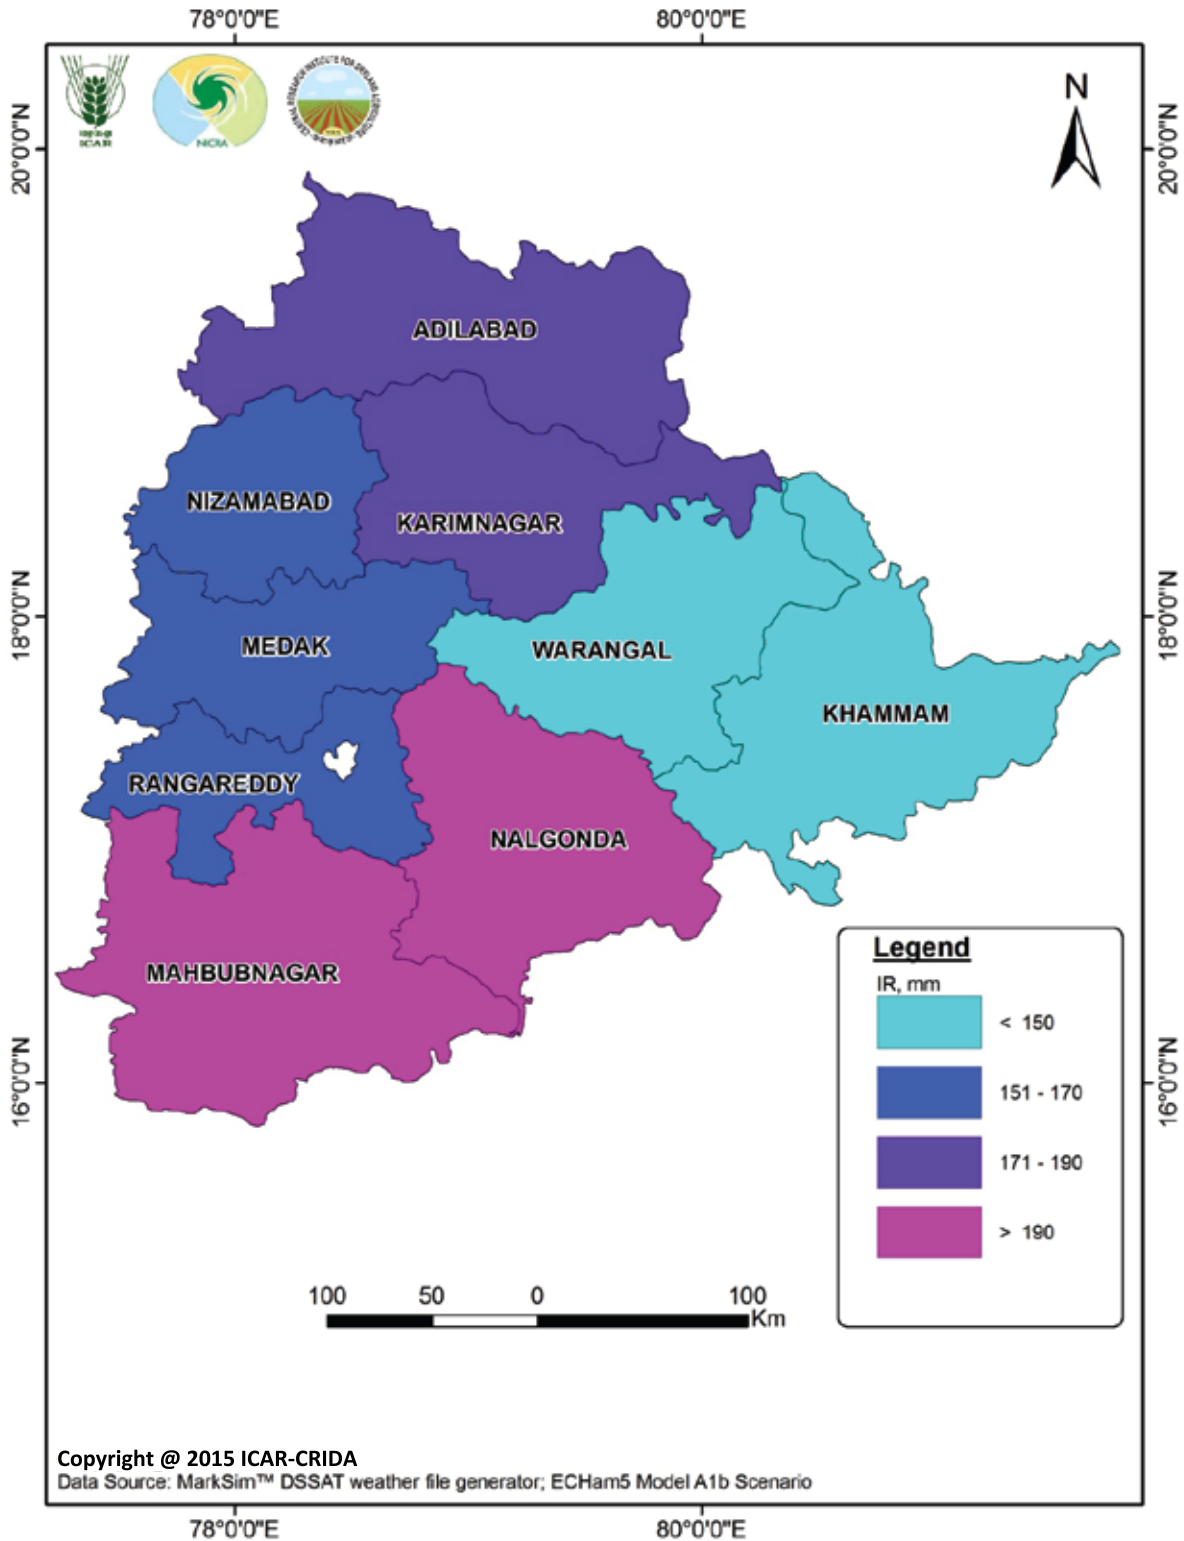 78°0'0"E 80°0'0"E
20°0'0"N 20°0'0"N
ICAR
NICRA
N
ADILABAD
NIZAMABAD
KARIMNAGAR
18°0'0"N 18°0'0"N
MEDAK
WARANGAL
KHAMMAM
RANGAREDDY
NALGONDA
MAHBUBNAGAR
16°0'0"N 16°0'0"N
Legend
IR, mm
< 150
151 - 170
171 - 190
> 190
100 50 0 100
Km
Copyright @ 2015 ICAR-CRIDA
Data Source: MarkSim™ DSSAT weather file generator; ECHam5 Model A1b Scenario
78°0'0"E 80°0'0"E